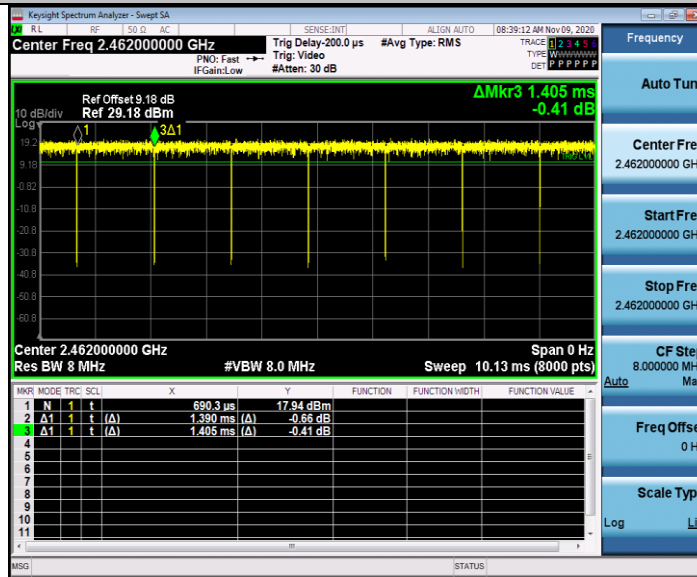 Keysight Spectrum Analyzer - Swept SA
LXI RL RF 50 Ω AC SENSE:INT ALIGN AUTO 08:39:12 AM Nov 09, 2020
Center Freq 2.462000000 GHz
PNO: Fast
IFGain:Low
Trig Delay-200.0 µs
Trig: Video
#Atten: 30 dB
#Avg Type: RMS
TRACE 1 2 3 4 5 6
TYPE WWWWWW
DET P P P P P P
ΔMkr3 1.405 ms
-0.41 dB
Ref Offset 9.18 dB
10 dB/div Ref 29.18 dBm
Log
1
3Δ1
19.2
9.18
-0.82
-10.8
-20.8
-30.8
-40.8
-50.8
-60.8
TRIG LVL
Center 2.462000000 GHz Span 0 Hz
Res BW 8 MHz #VBW 8.0 MHz Sweep 10.13 ms (8000 pts)
MKR MODE TRC SCL X Y FUNCTION FUNCTION WIDTH FUNCTION VALUE
1 N 1 t 690.3 µs 17.94 dBm
2 Δ1 1 t (Δ) 1.390 ms (Δ) -0.66 dB
3 Δ1 1 t (Δ) 1.405 ms (Δ) -0.41 dB
4
5
6
7
8
9
10
11
MSG STATUS
Frequency
Auto Tun
Center Fre
2.462000000 GH
Start Fre
2.462000000 GH
Stop Fre
2.462000000 GH
CF Ste
8.000000 MH
Auto Ma
Freq Offse
0 H
Scale Typ
Log Li